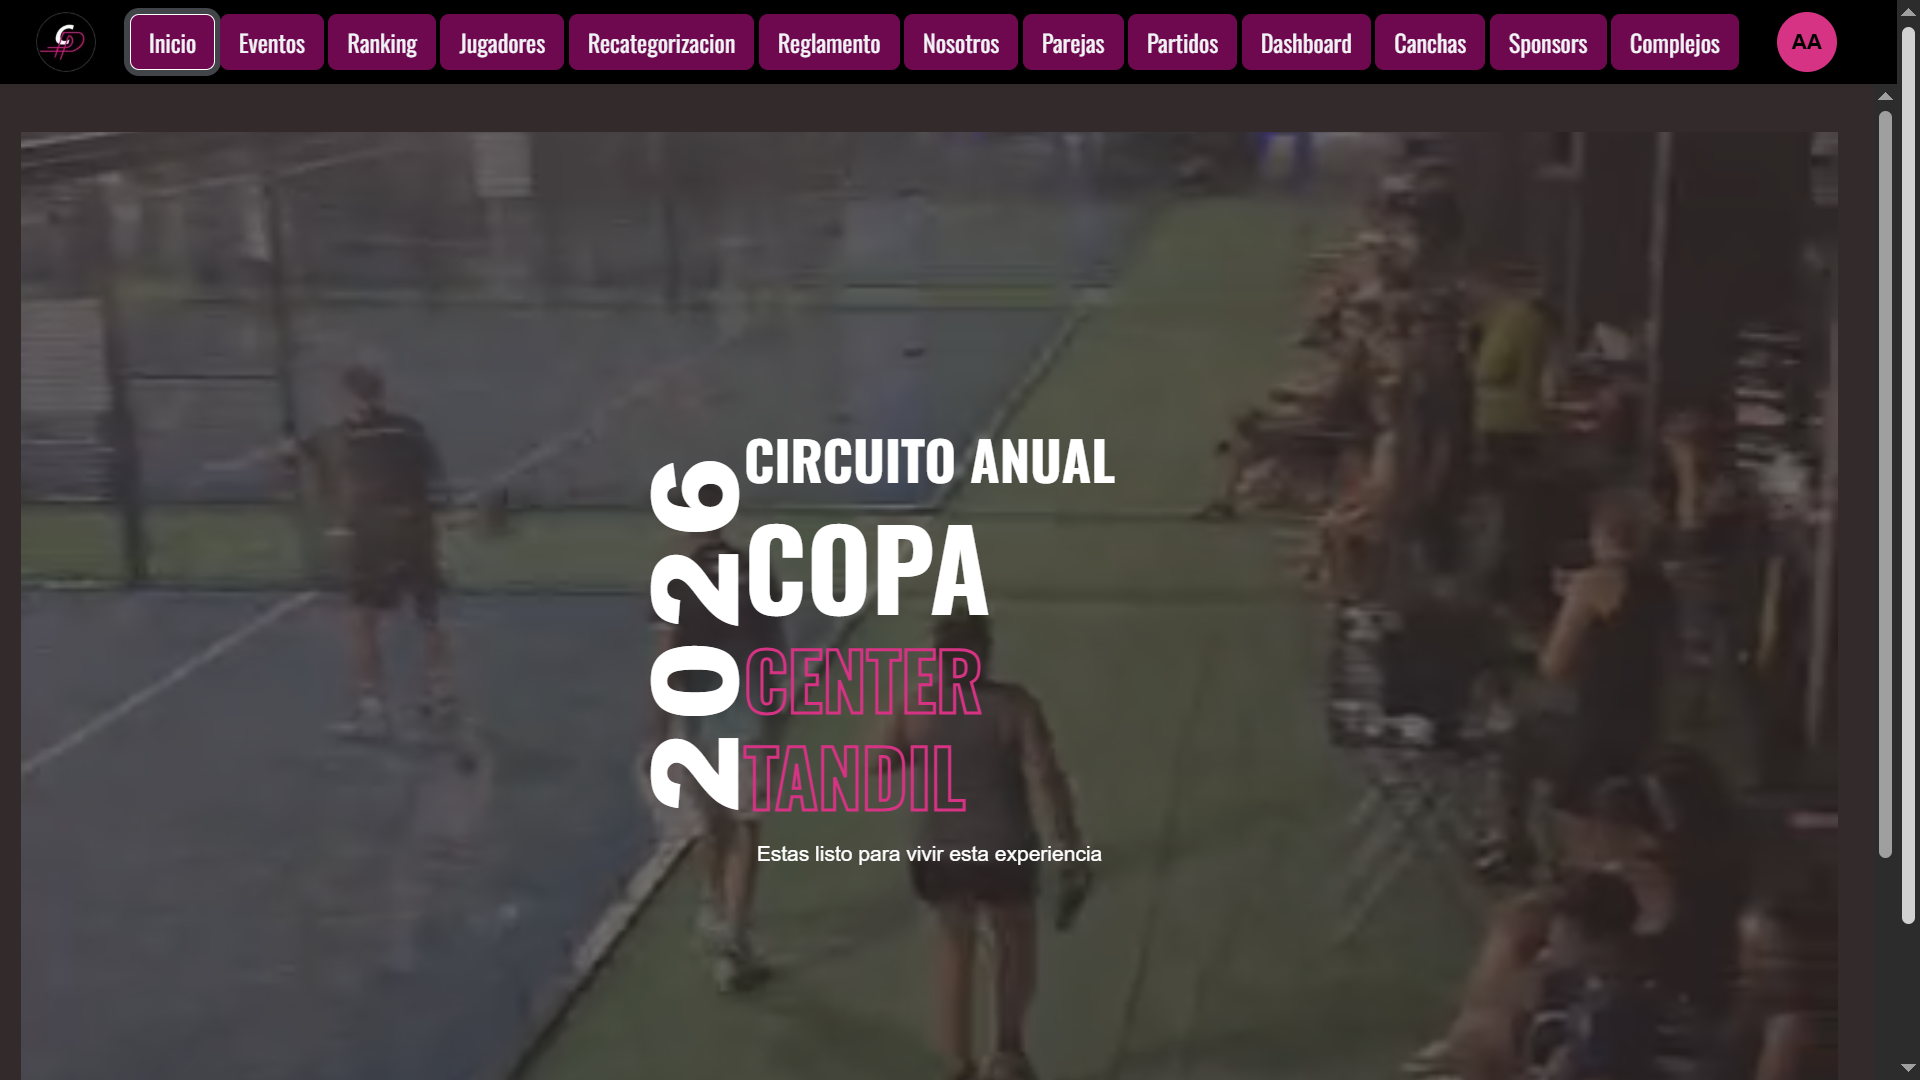 Inicio
Eventos
Ranking
Jugadores
Recategorizacion
Reglamento
Nosotros
Parejas
Partidos
Dashboard
Canchas
Sponsors
Complejos
AA
2026
CIRCUITO ANUAL
COPA
CENTER
TANDIL
Estas listo para vivir esta experiencia